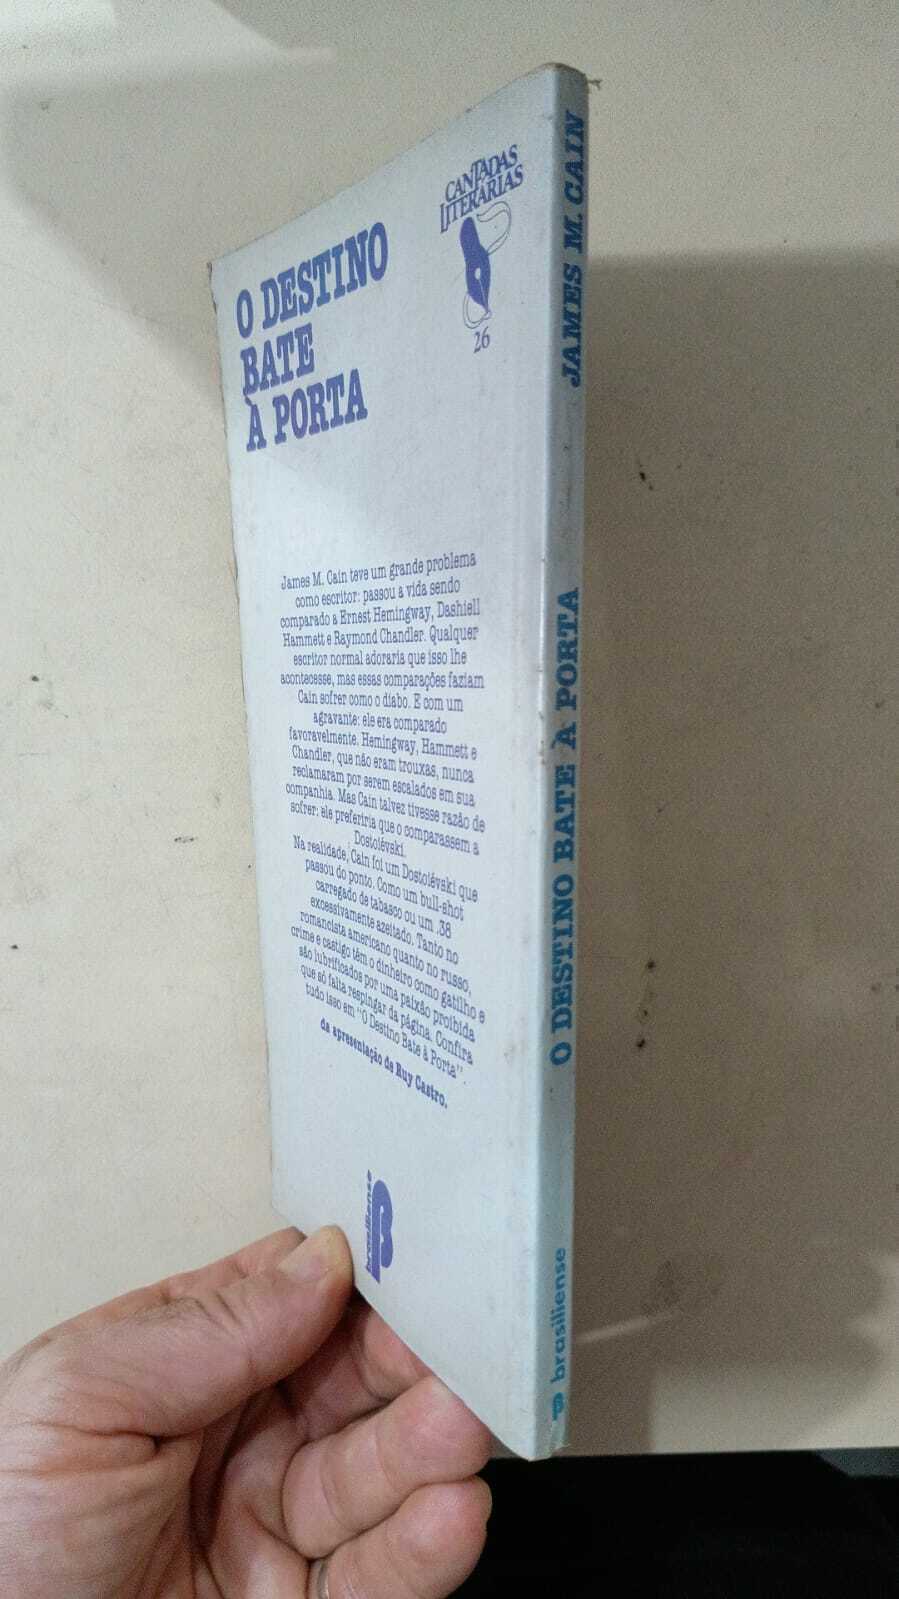 CANTADAS
LITERÁRIAS
26
O DESTINO
BATE
À PORTA
James M. Cain teve um grande problema
como escritor: passou a vida sendo
comparado a Ernest Hemingway, Dashiell
Hammett e Raymond Chandler. Qualquer
escritor normal adoraria que isso lhe
acontecesse, mas essas comparações faziam
Cain sofrer como o diabo. E com um
agravante: ele era comparado
favoravelmente. Hemingway, Hammett e
Chandler, que não eram trouxas, nunca
reclamaram por serem escalados em sua
companhia. Mas Cain talvez tivesse razão de
sofrer: ele preferiria que o comparassem a
Dostoiévski.
Na realidade, Cain foi um Dostoiévski que
passou do ponto. Como um bull-shot
carregado de tabasco ou um .38
excessivamente azeitado. Tanto no
romancista americano quanto no russo,
crime e castigo têm o dinheiro como gatilho e
são lubrificados por uma paixão proibida
que só falta respingar da página. Confira
tudo isso em "O Destino Bate à Porta".
da apresentação de Ruy Castro.
brasiliense
JAMES M. CAIN
O DESTINO BATE À PORTA
brasiliense